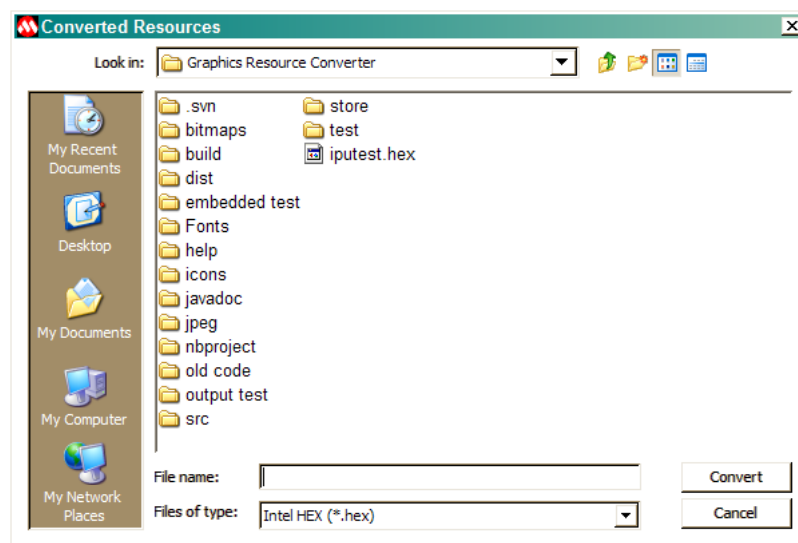 Converted Resources
Look in: Graphics Resource Converter
My Recent
Documents
Desktop
My Documents
My Computer
My Network
Places
.svn
bitmaps
build
dist
embedded test
Fonts
help
icons
javadoc
jpeg
nbproject
old code
output test
src
store
test
iputest.hex
File name:
Convert
Files of type: Intel HEX (*.hex)
Cancel